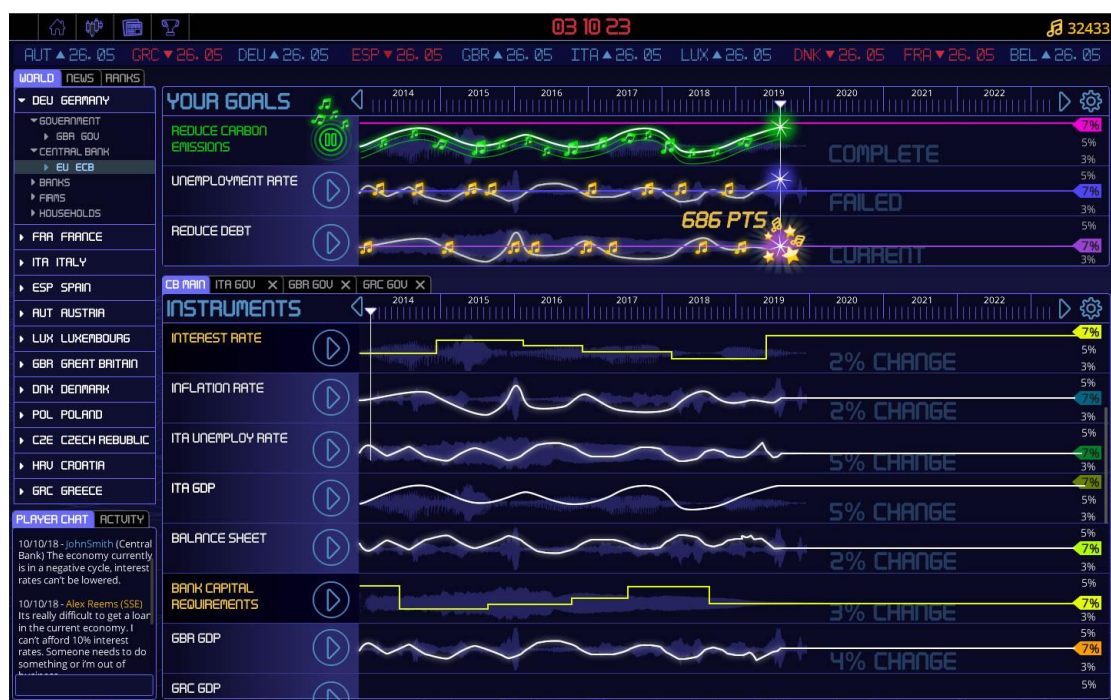 03 10 23
32433
AUT ▲ 26.05 GRC ▼ 26.05 DEU ▲ 26.05 ESP ▼ 26.05 GBR ▲ 26.05 ITA ▲ 26.05 LUX ▲ 26.05 DNK ▼ 26.05 FRA ▼ 26.05 BEL ▲ 26.05
WORLD NEWS RANKS
DEU GERMANY
GOVERNMENT
GBR GOV
CENTRAL BANK
EU ECB
BANKS
FIRMS
HOUSEHOLDS
FRA FRANCE
ITA ITALY
ESP SPAIN
AUT AUSTRIA
LUX LUXEMBOURG
GBR GREAT BRITAIN
DNK DENMARK
POL POLAND
CZE CZECH REBUBLIC
HRV CROATIA
GRC GREECE
PLAYER CHAT ACTVITY
10/10/18 - JohnSmith (Central
Bank) The economy currently
is in a negative cycle, interest
rates can't be lowered.
10/10/18 - Alex Reems (SSE)
Its really difficult to get a loan
in the current economy. I
can't afford 10% interest
rates. Someone needs to do
something or i'm out of
YOUR GOALS
2014 2015 2016 2017 2018 2019 2020 2021 2022
REDUCE CARBON
EMISSIONS
COMPLETE
7%
5%
3%
UNEMPLOYMENT RATE
FAILED
5%
7%
3%
REDUCE DEBT
686 PTS
CURRENT
5%
7%
3%
CB MAIN ITA GOV X GBR GOV X GRC GOV X
INSTRUMENTS
2014 2015 2016 2017 2018 2019 2020 2021 2022
INTEREST RATE
2% CHANGE
7%
5%
3%
INFLATION RATE
2% CHANGE
5%
7%
3%
ITA UNEMPLOY RATE
5% CHANGE
5%
7%
3%
ITA GDP
5% CHANGE
7%
5%
3%
BALANCE SHEET
2% CHANGE
5%
7%
3%
BANK CAPITAL
REQUIREMENTS
3% CHANGE
5%
7%
3%
GBR GDP
4% CHANGE
5%
7%
3%
GRC GDP
5%